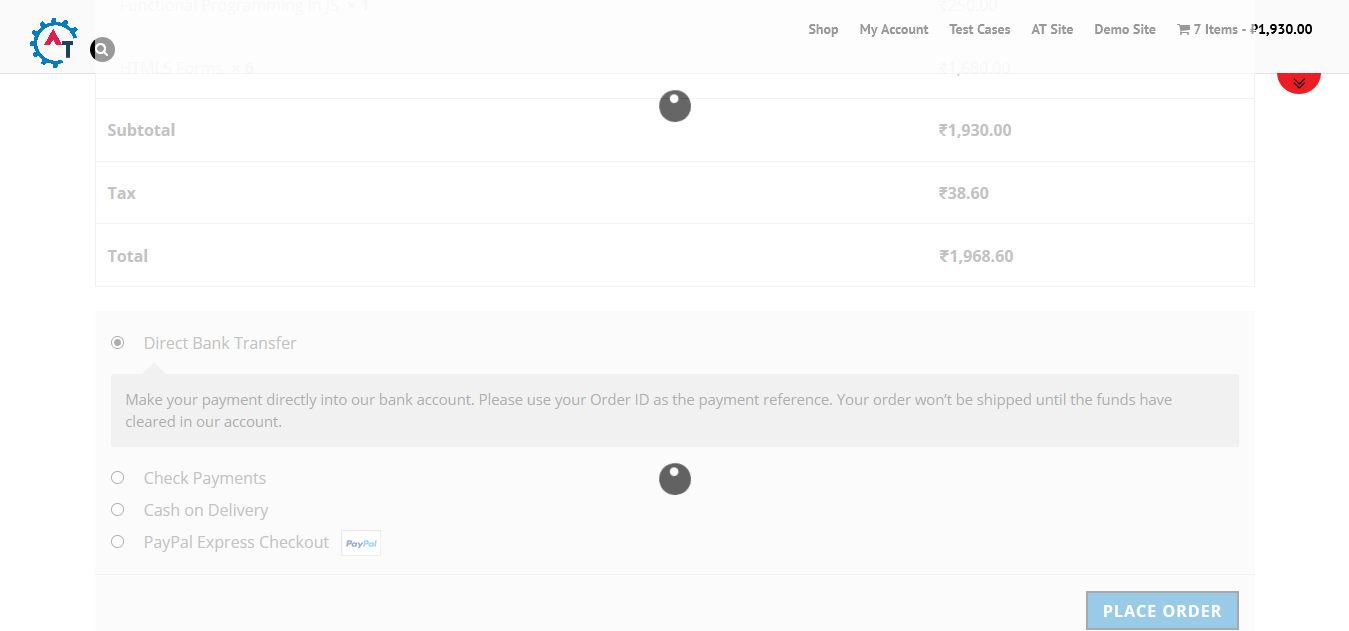 Functional Programming in JS × 1 ₹250.00
AT Shop My Account Test Cases AT Site Demo Site 7 Items - ₹1,930.00
HTML5 Forms × 6 ₹1,680.00
Subtotal ₹1,930.00
Tax ₹38.60
Total ₹1,968.60
Direct Bank Transfer
Make your payment directly into our bank account. Please use your Order ID as the payment reference. Your order won't be shipped until the funds have
cleared in our account.
Check Payments
Cash on Delivery
PayPal Express Checkout PayPal
PLACE ORDER